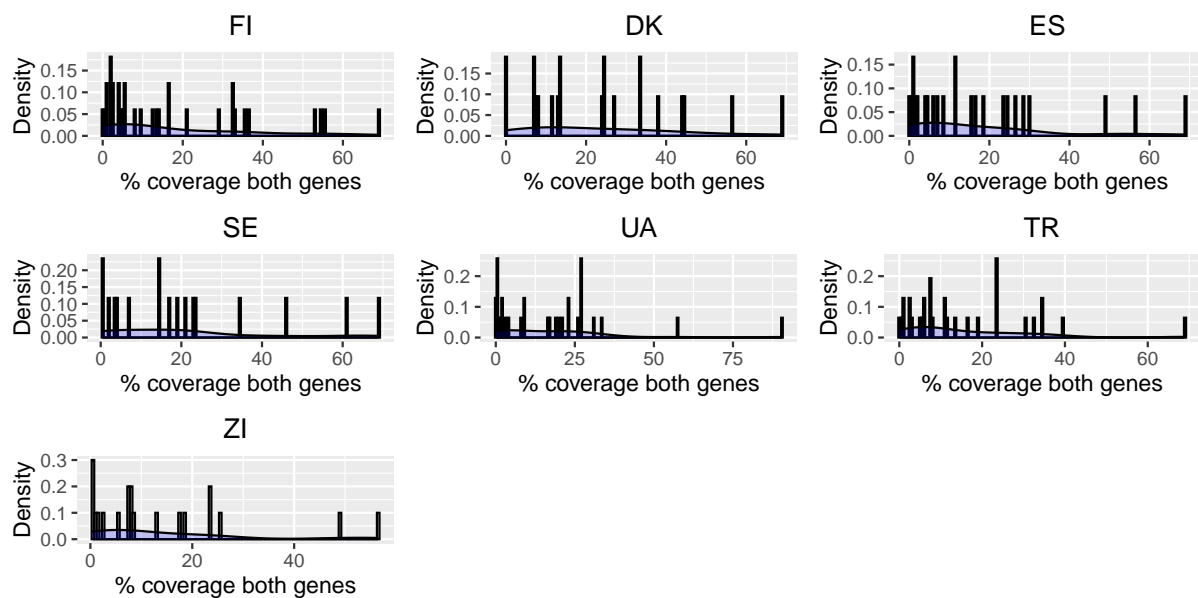 FI
DK
ES
Density
0.15
0.10
0.05
0.00
0 20 40 60
% coverage both genes
Density
0.15
0.10
0.05
0.00
0 20 40 60
% coverage both genes
Density
0.15
0.10
0.05
0.00
0 20 40 60
% coverage both genes
SE
UA
TR
Density
0.20
0.15
0.10
0.05
0.00
0 20 40 60
% coverage both genes
Density
0.2
0.1
0.0
0 25 50 75
% coverage both genes
Density
0.2
0.1
0.0
0 20 40 60
% coverage both genes
ZI
Density
0.3
0.2
0.1
0.0
0 20 40
% coverage both genes